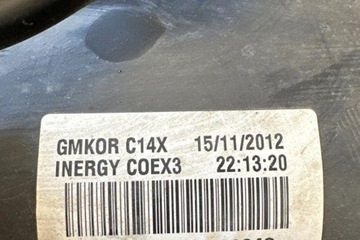 GMKOR C14X 15/11/2012
INERGY COEX3 22:13:20